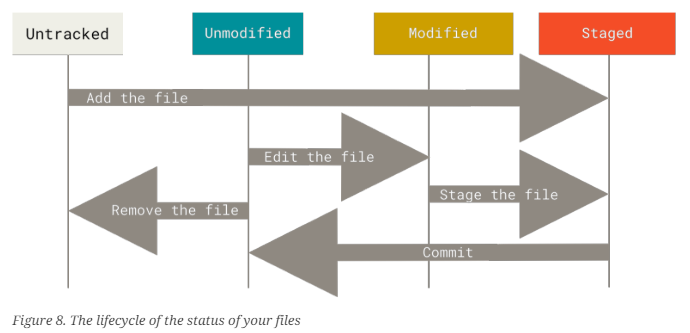 Untracked
Unmodified
Modified
Staged
Add the file
Edit the file
Stage the file
Remove the file
Commit
Figure 8. The lifecycle of the status of your files